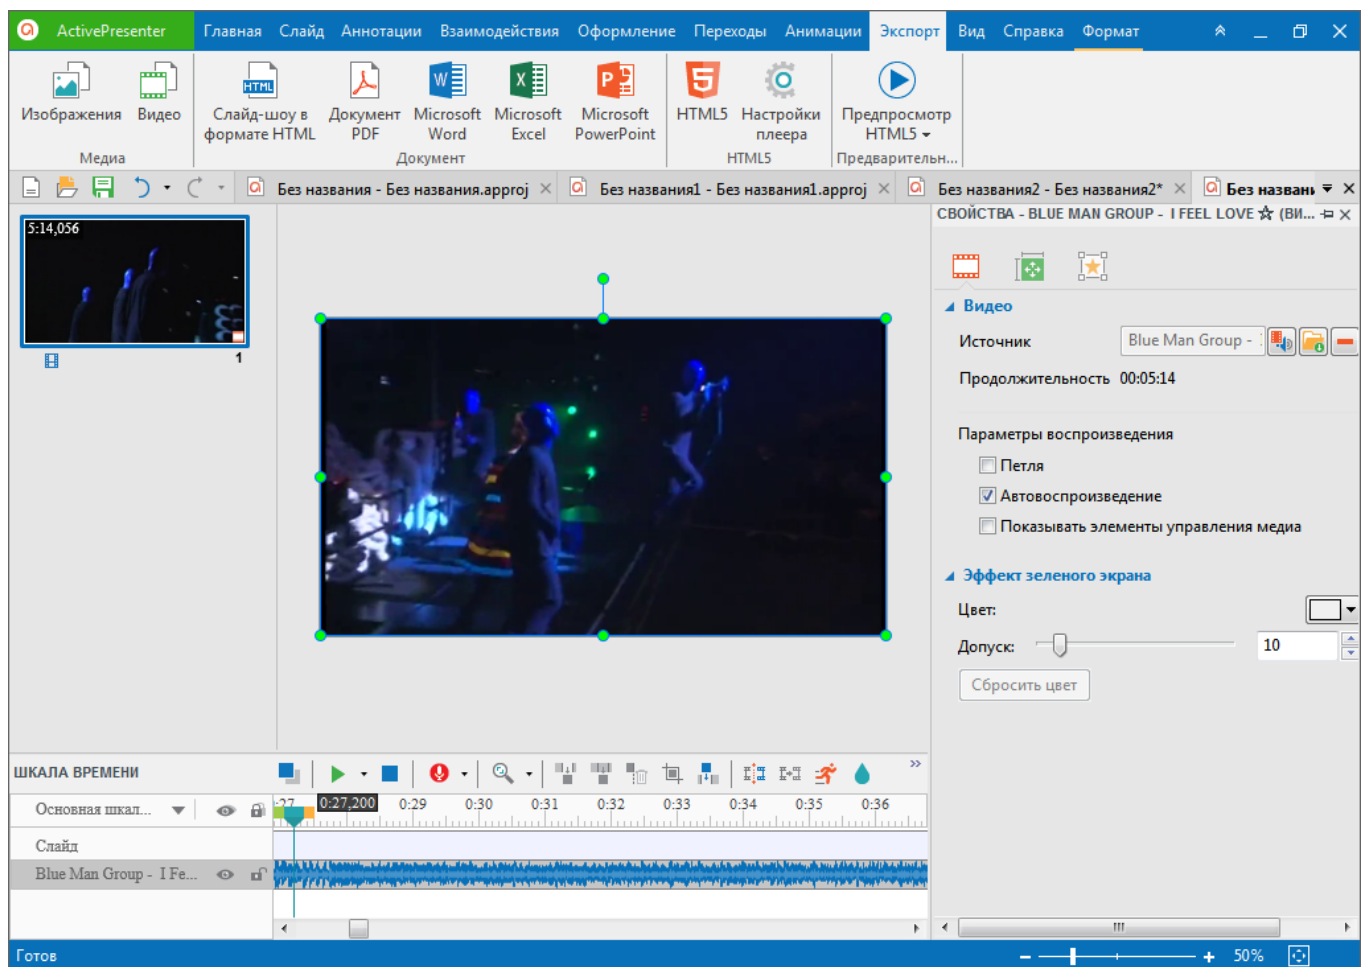 ActivePresenter
Главная Слайд Аннотации Взаимодействия Оформление Переходы Анимации Экспорт Вид Справка Формат
Изображения Видео Слайд-шоу в формате HTML Документ PDF Microsoft Word Microsoft Excel Microsoft PowerPoint HTML5 Настройки плеера Предпросмотр HTML5
Медиа Документ HTML5 Предварительн...
Без названия - Без названия.approj Без названия1 - Без названия1.approj Без названия2 - Без названия2* Без названи
5:14,056
1
СВОЙСТВА - BLUE MAN GROUP - I FEEL LOVE ☆ (ВИ...
Видео
Источник Blue Man Group -
Продолжительность 00:05:14
Параметры воспроизведения
Петля
Автовоспроизведение
Показывать элементы управления медиа
Эффект зеленого экрана
Цвет:
Допуск: 10
Сбросить цвет
ШКАЛА ВРЕМЕНИ
Основная шкал... :27 0:27,200 0:29 0:30 0:31 0:32 0:33 0:34 0:35 0:36
Слайд
Blue Man Group - I Fe...
Готов 50%